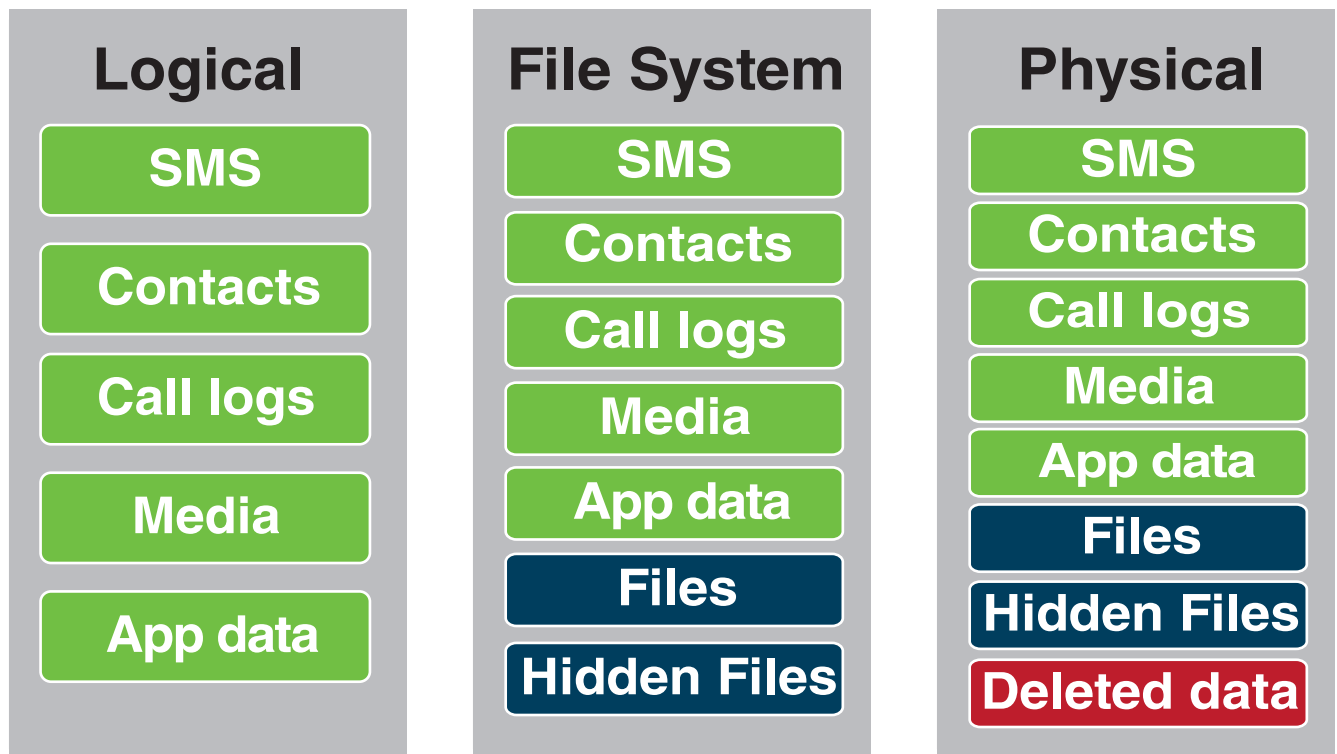 Logical
SMS
Contacts
Call logs
Media
App data
File System
SMS
Contacts
Call logs
Media
App data
Files
Hidden Files
Physical
SMS
Contacts
Call logs
Media
App data
Files
Hidden Files
Deleted data